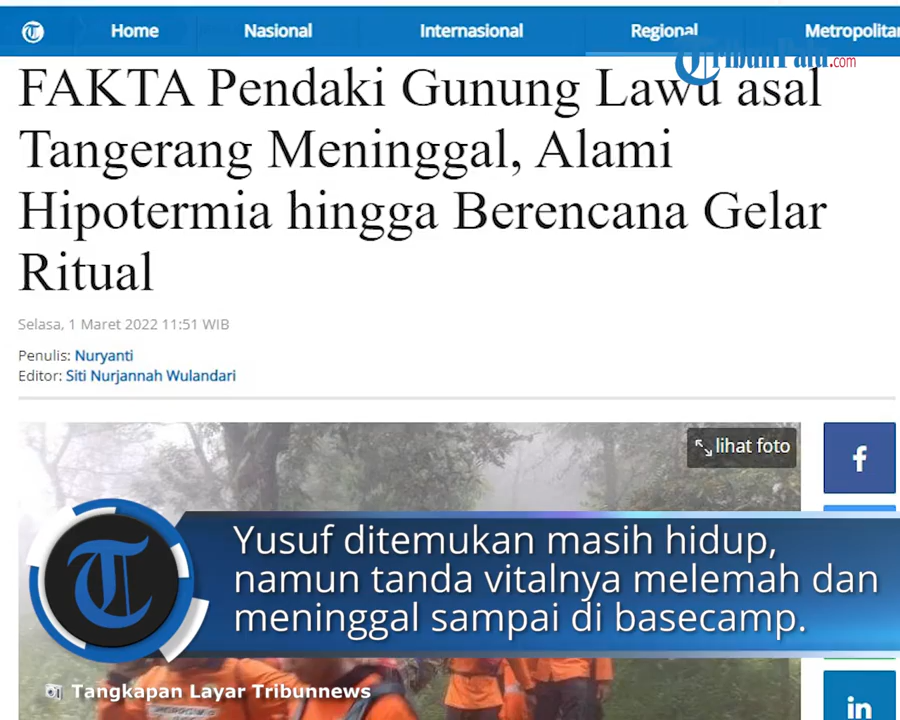 Home Nasional Internasional Regional Metropolitan
TribunPalu.com
FAKTA Pendaki Gunung Lawu asal
Tangerang Meninggal, Alami
Hipotermia hingga Berencana Gelar
Ritual
Selasa, 1 Maret 2022 11:51 WIB
Penulis: Nuryanti
Editor: Siti Nurjannah Wulandari
lihat foto
Yusuf ditemukan masih hidup,
namun tanda vitalnya melemah dan
meninggal sampai di basecamp.
Tangkapan Layar Tribunnews